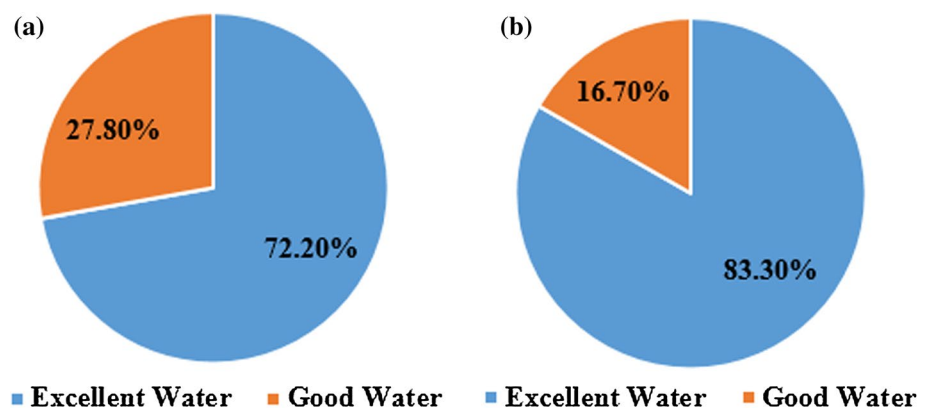 (a)
27.80%
72.20%
Excellent Water Good Water
(b)
16.70%
83.30%
Excellent Water Good Water